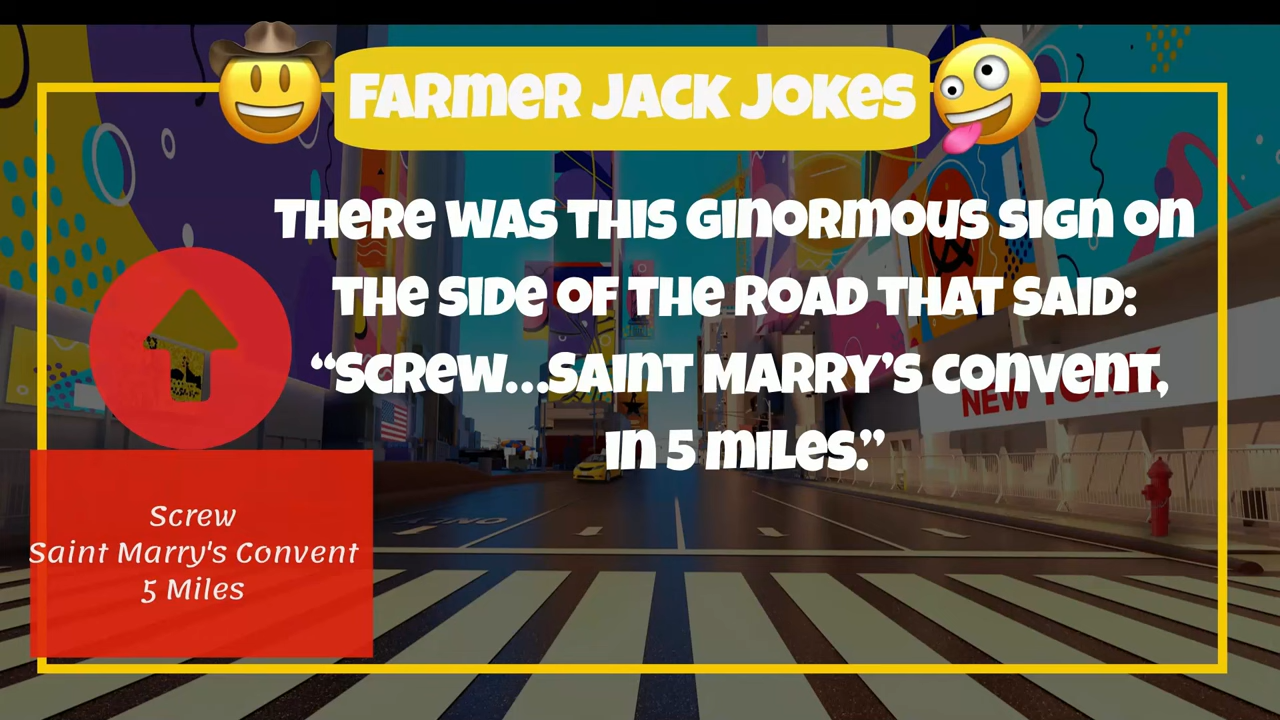 FARMER JACK JOKES
THERE WAS THIS GINORMOUS SIGN ON
THE SIDE OF THE ROAD THAT SAID:
“SCREW...SAINT MARRY’S CONVENT,
IN 5 MILES.”
NEW YORK
ONLY
Screw
Saint Marry's Convent
5 Miles